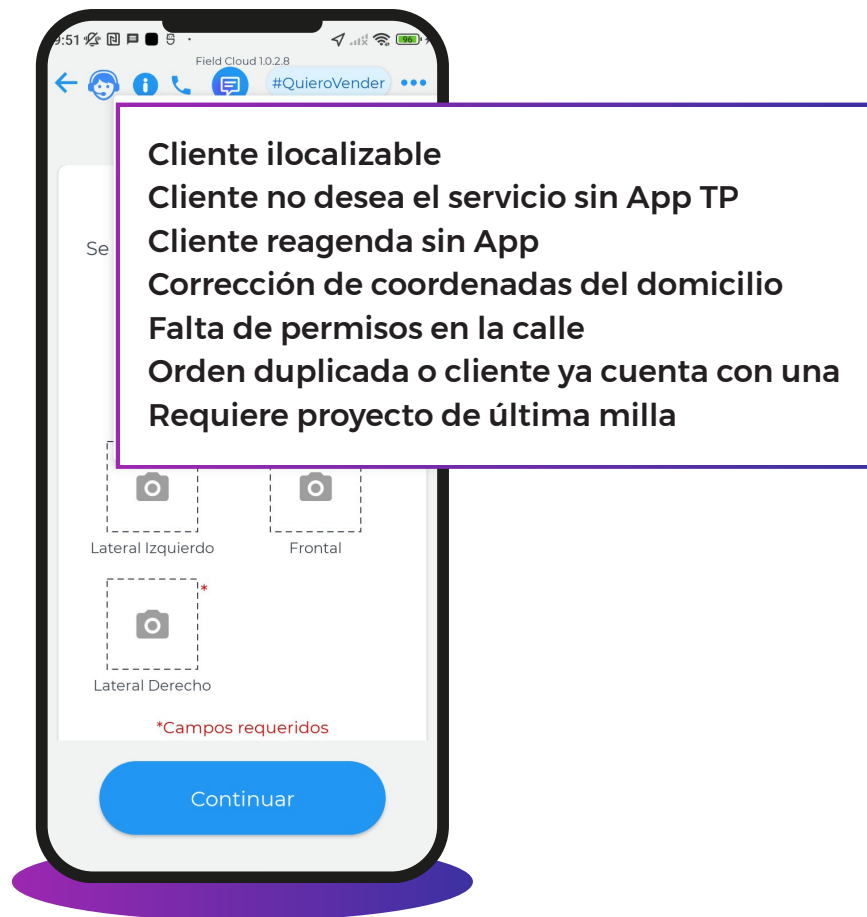 9:51
96
Field Cloud 1.0.2.8
#QuieroVender
Cliente ilocalizable
Cliente no desea el servicio sin App TP
Cliente reagenda sin App
Corrección de coordenadas del domicilio
Falta de permisos en la calle
Orden duplicada o cliente ya cuenta con una
Requiere proyecto de última milla
Se
Lateral Izquierdo
Frontal
*
Lateral Derecho
*Campos requeridos
Continuar